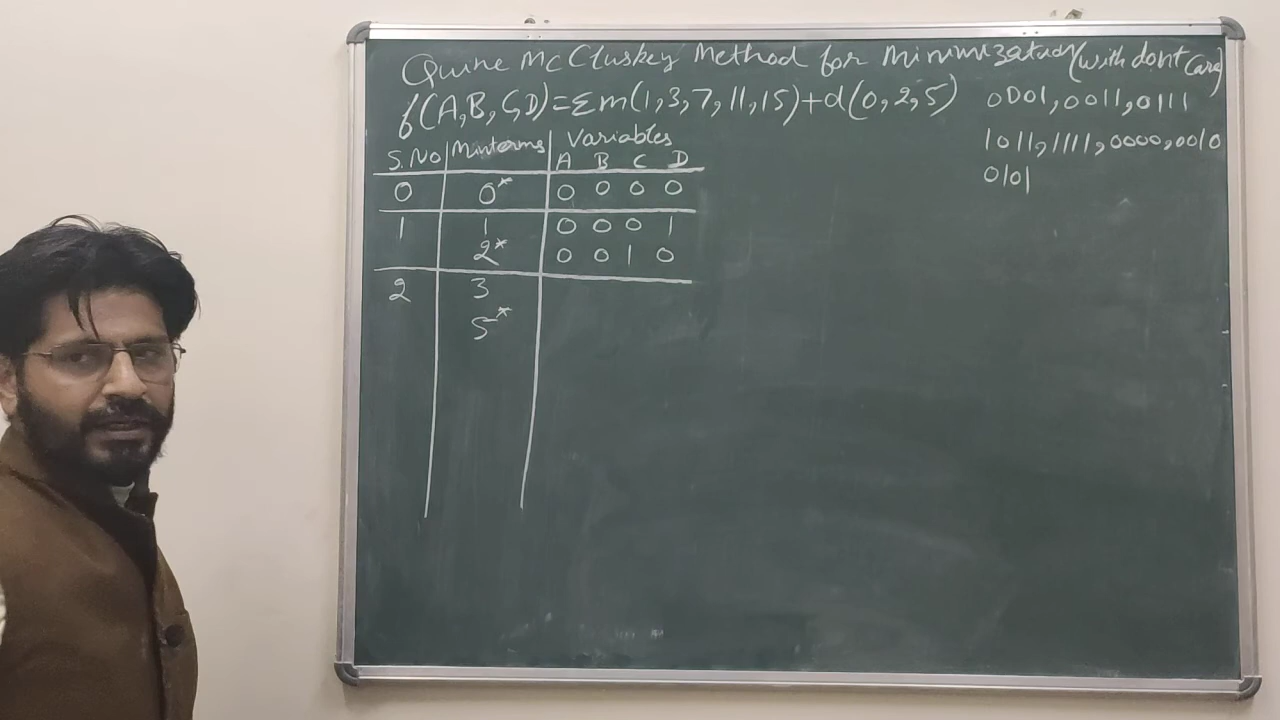 Quine McCluskey Method for Minimization (with dont Care)
f(A,B,C,D)=Σm(1,3,7,11,15)+d(0,2,5) 0001,0011,0111
1011,1111,0000,0010
0101
S.No Minterms Variables
A B C D
0 0* 0 0 0 0
1 1 0 0 0 1
2* 0 0 1 0
2 3
5*